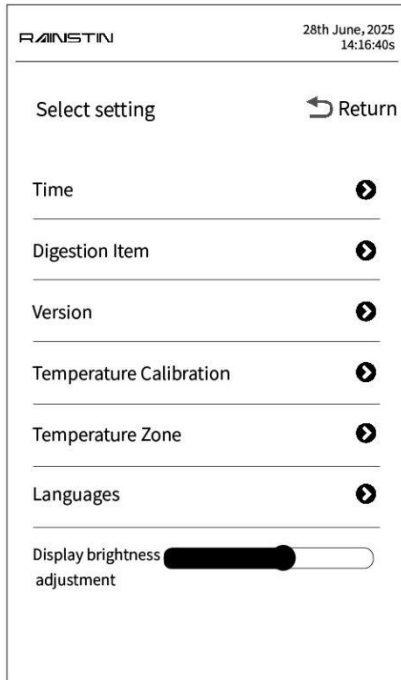 RAINSTIN
28th June, 2025
14:16:40s
Select setting
Return
Time
Digestion Item
Version
Temperature Calibration
Temperature Zone
Languages
Display brightness
adjustment